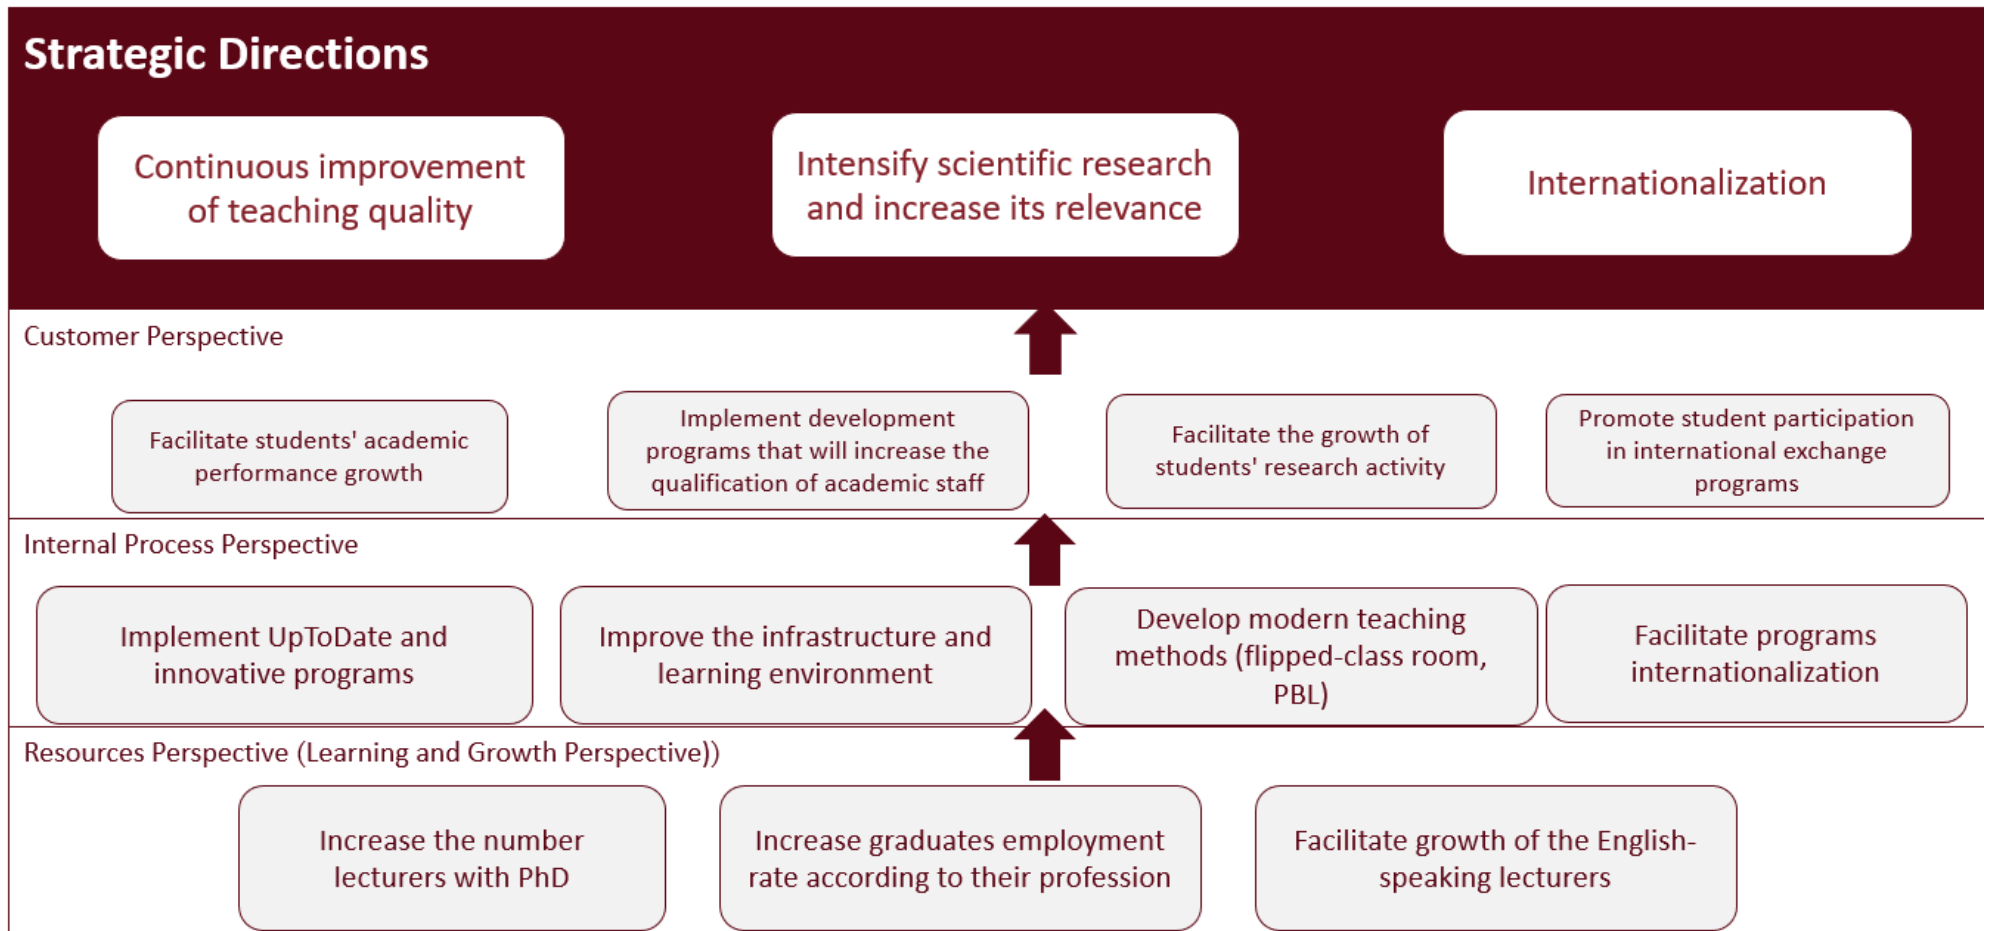 Strategic Directions
Continuous improvement
of teaching quality
Intensify scientific research
and increase its relevance
Internationalization
Customer Perspective
Facilitate students' academic
performance growth
Implement development
programs that will increase the
qualification of academic staff
Facilitate the growth of
students' research activity
Promote student participation
in international exchange
programs
Internal Process Perspective
Implement UpToDate and
innovative programs
Improve the infrastructure and
learning environment
Develop modern teaching
methods (flipped-class room,
PBL)
Facilitate programs
internationalization
Resources Perspective (Learning and Growth Perspective))
Increase the number
lecturers with PhD
Increase graduates employment
rate according to their profession
Facilitate growth of the English-
speaking lecturers